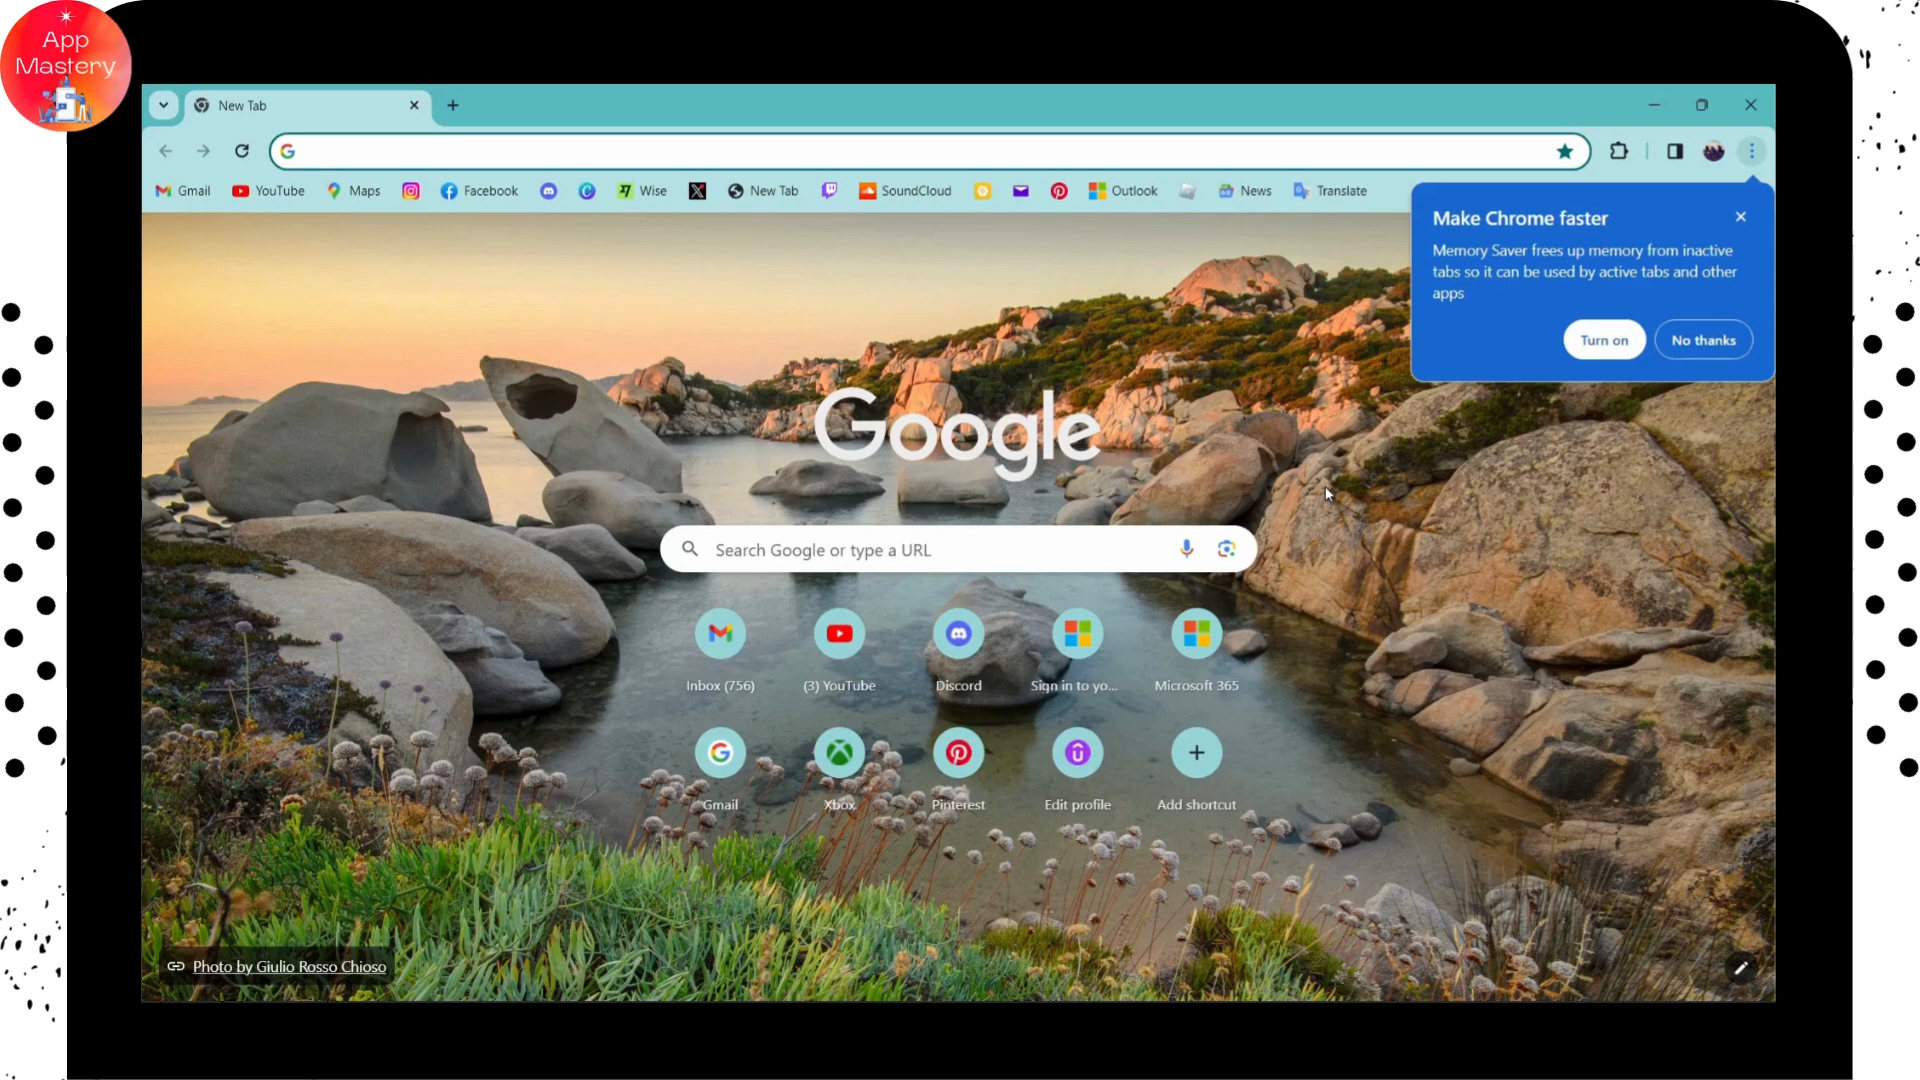 App
Mastery
New Tab
Gmail YouTube Maps Facebook Wise New Tab SoundCloud Outlook News Translate
Make Chrome faster
Memory Saver frees up memory from inactive
tabs so it can be used by active tabs and other
apps
Turn on No thanks
Google
Search Google or type a URL
Inbox (756) (3) YouTube Discord Sign in to yo... Microsoft 365
Gmail Xbox Pinterest Edit profile Add shortcut
Photo by Giulio Rosso Chioso